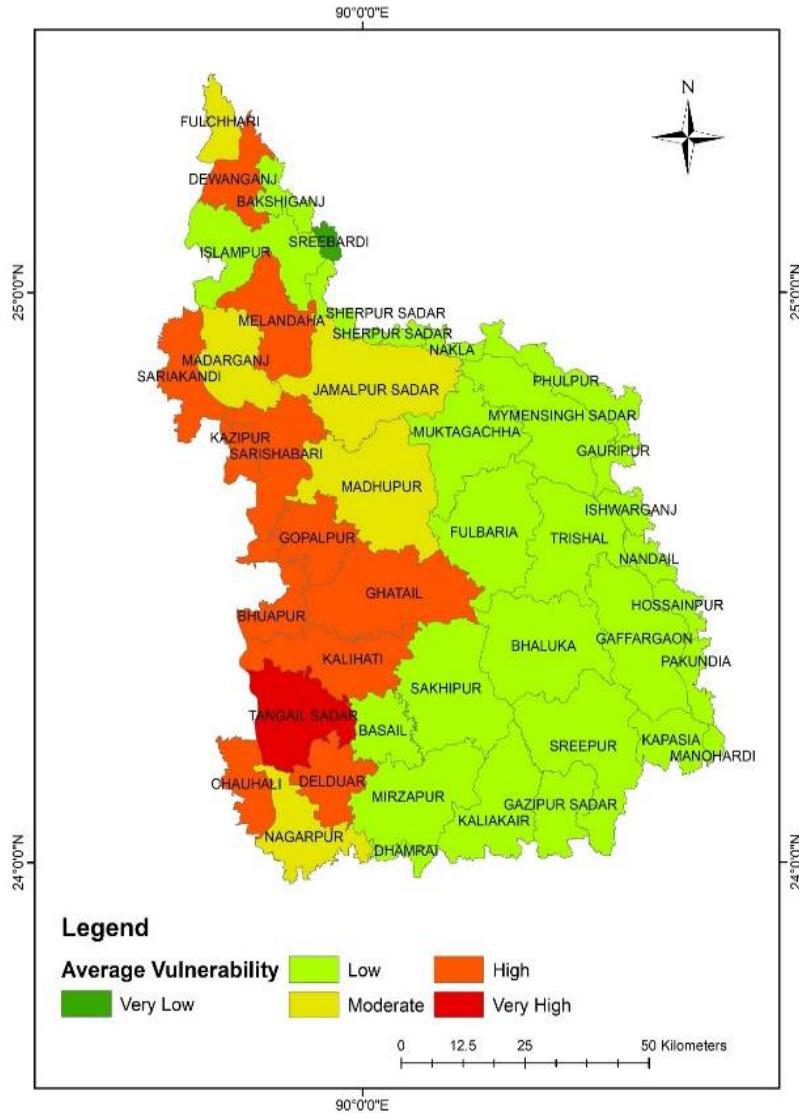 90°0'0"E
N
FULCHHARI
DEWANGANJ
BAKSHIGANJ
SREEBARDI
ISLAMPUR
25°0'0"N
25°0'0"N
SHERPUR SADAR
MELANDAHA
SHERPUR SADAR
NAKLA
MADARGANJ
SARIAKANDI
PHULPUR
JAMALPUR SADAR
MYMENSINGH SADAR
MUKTAGACHHA
KAZIPUR
SARISHABARI
GAURIPUR
MADHUPUR
ISHWARGANJ
FULBARIA
TRISHAL
GOPALPUR
NANDAIL
GHATAIL
HOSSAINPUR
BHUAPUR
GAFFARGAON
BHALUKA
KALIHATI
PAKUNDIA
SAKHIPUR
TANGAIL SADAR
BASAIL
KAPASIA
SREEPUR
MANOHARDI
CHAUHALI
DELDUAR
MIRZAPUR
GAZIPUR SADAR
KALIAKAIR
NAGARPUR
DHAMRAI
24°0'0"N
24°0'0"N
Legend
Average Vulnerability
Low
High
Very Low
Moderate
Very High
0 12.5 25 50 Kilometers
90°0'0"E